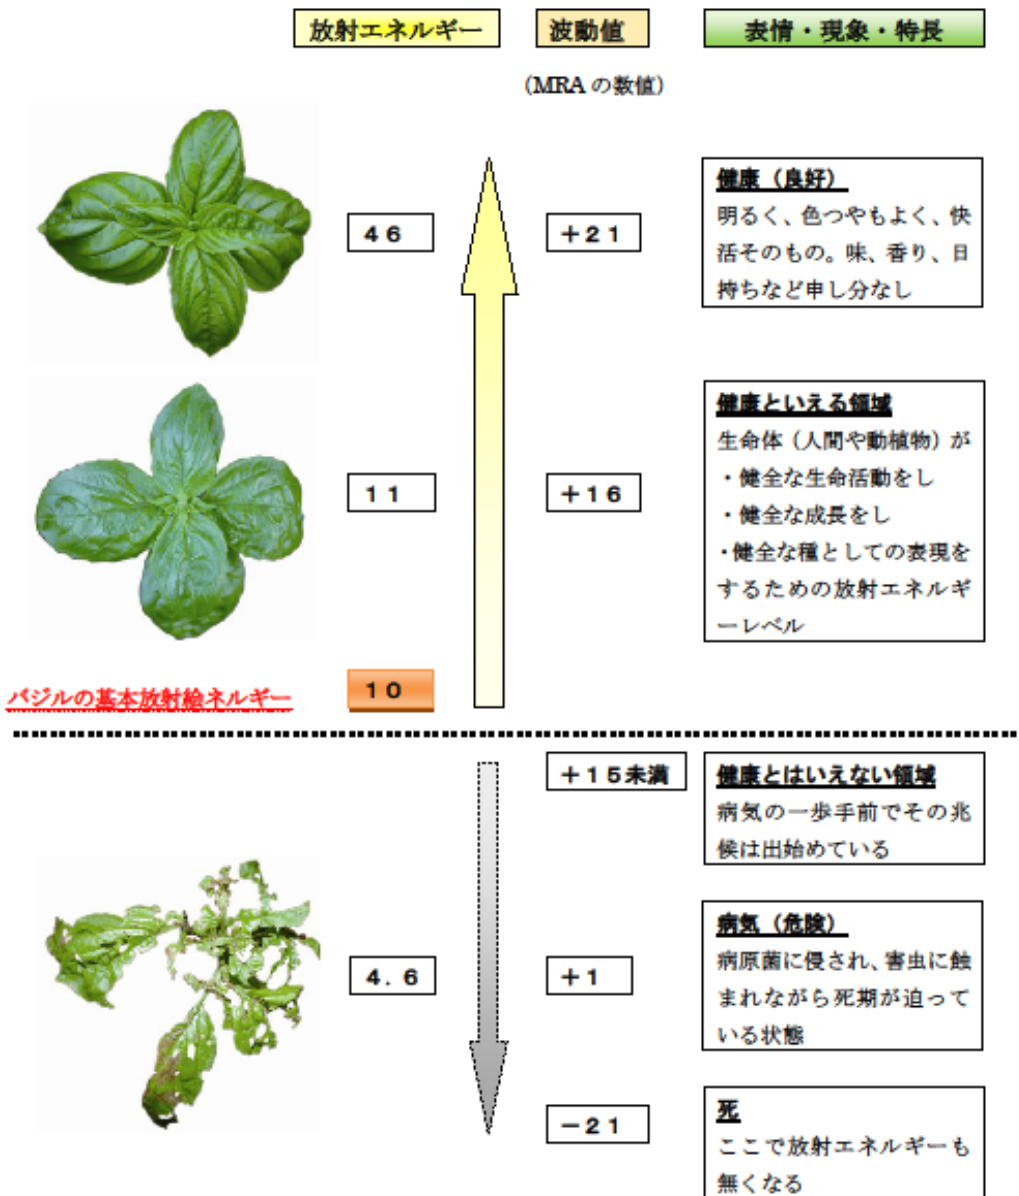 放射エネルギー
波動値
表情・現象・特長
(MRA の数値)
46
+21
健康(良好)
明るく、色つやもよく、快
活そのもの。味、香り、日
持ちなど申し分なし
11
+16
健康といえる領域
生命体(人間や動植物)が
・健全な生命活動をし
・健全な成長をし
・健全な種としての表現を
するための放射エネルギ
ーレベル
バジルの基本放射絵ネルギー
10
+15未満
健康とはいえない領域
病気の一歩手前でその兆
候は出始めている
4.6
+1
病気(危険)
病原菌に侵され、害虫に蝕
まれながら死期が迫って
いる状態
-21
死
ここで放射エネルギーも
無くなる